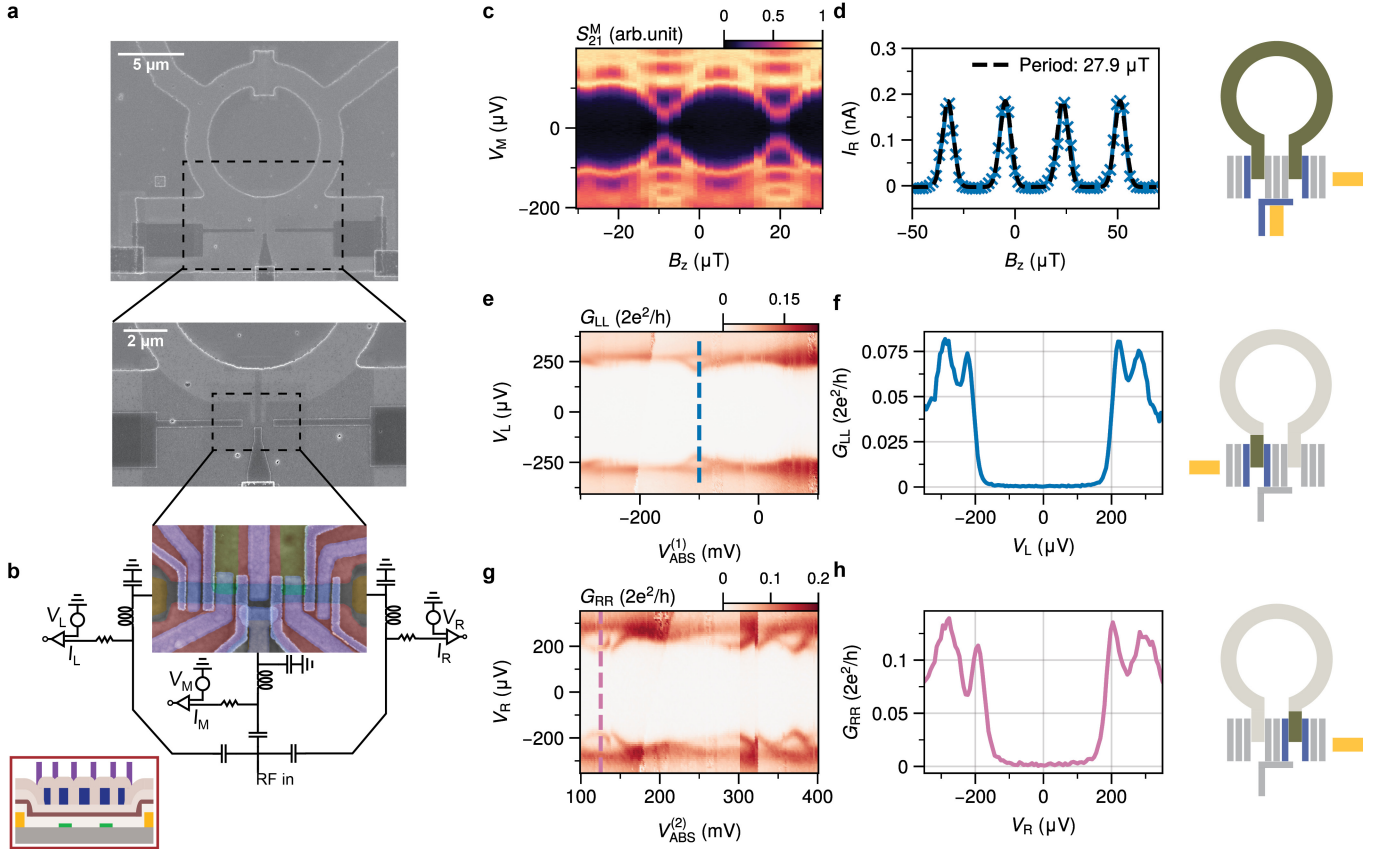 a
5 µm
2 µm
b
V_L
I_L
V_M
I_M
V_R
I_R
RF in
c
S_21^M (arb.unit)
0 0.5 1
V_M (µV)
0
−200
−20 0 20
B_z (µT)
d
Period: 27.9 µT
I_R (nA)
0.3
0.2
0.1
0
−50 0 50
B_z (µT)
e
G_LL (2e²/h)
0 0.15
V_L (µV)
250
0
−250
−200 0
V_ABS^(1) (mV)
f
G_LL (2e²/h)
0.075
0.05
0.025
0
−200 0 200
V_L (µV)
g
G_RR (2e²/h)
0 0.1 0.2
V_R (µV)
200
0
−200
100 200 300 400
V_ABS^(2) (mV)
h
G_RR (2e²/h)
0.1
0.05
0
−200 0 200
V_R (µV)